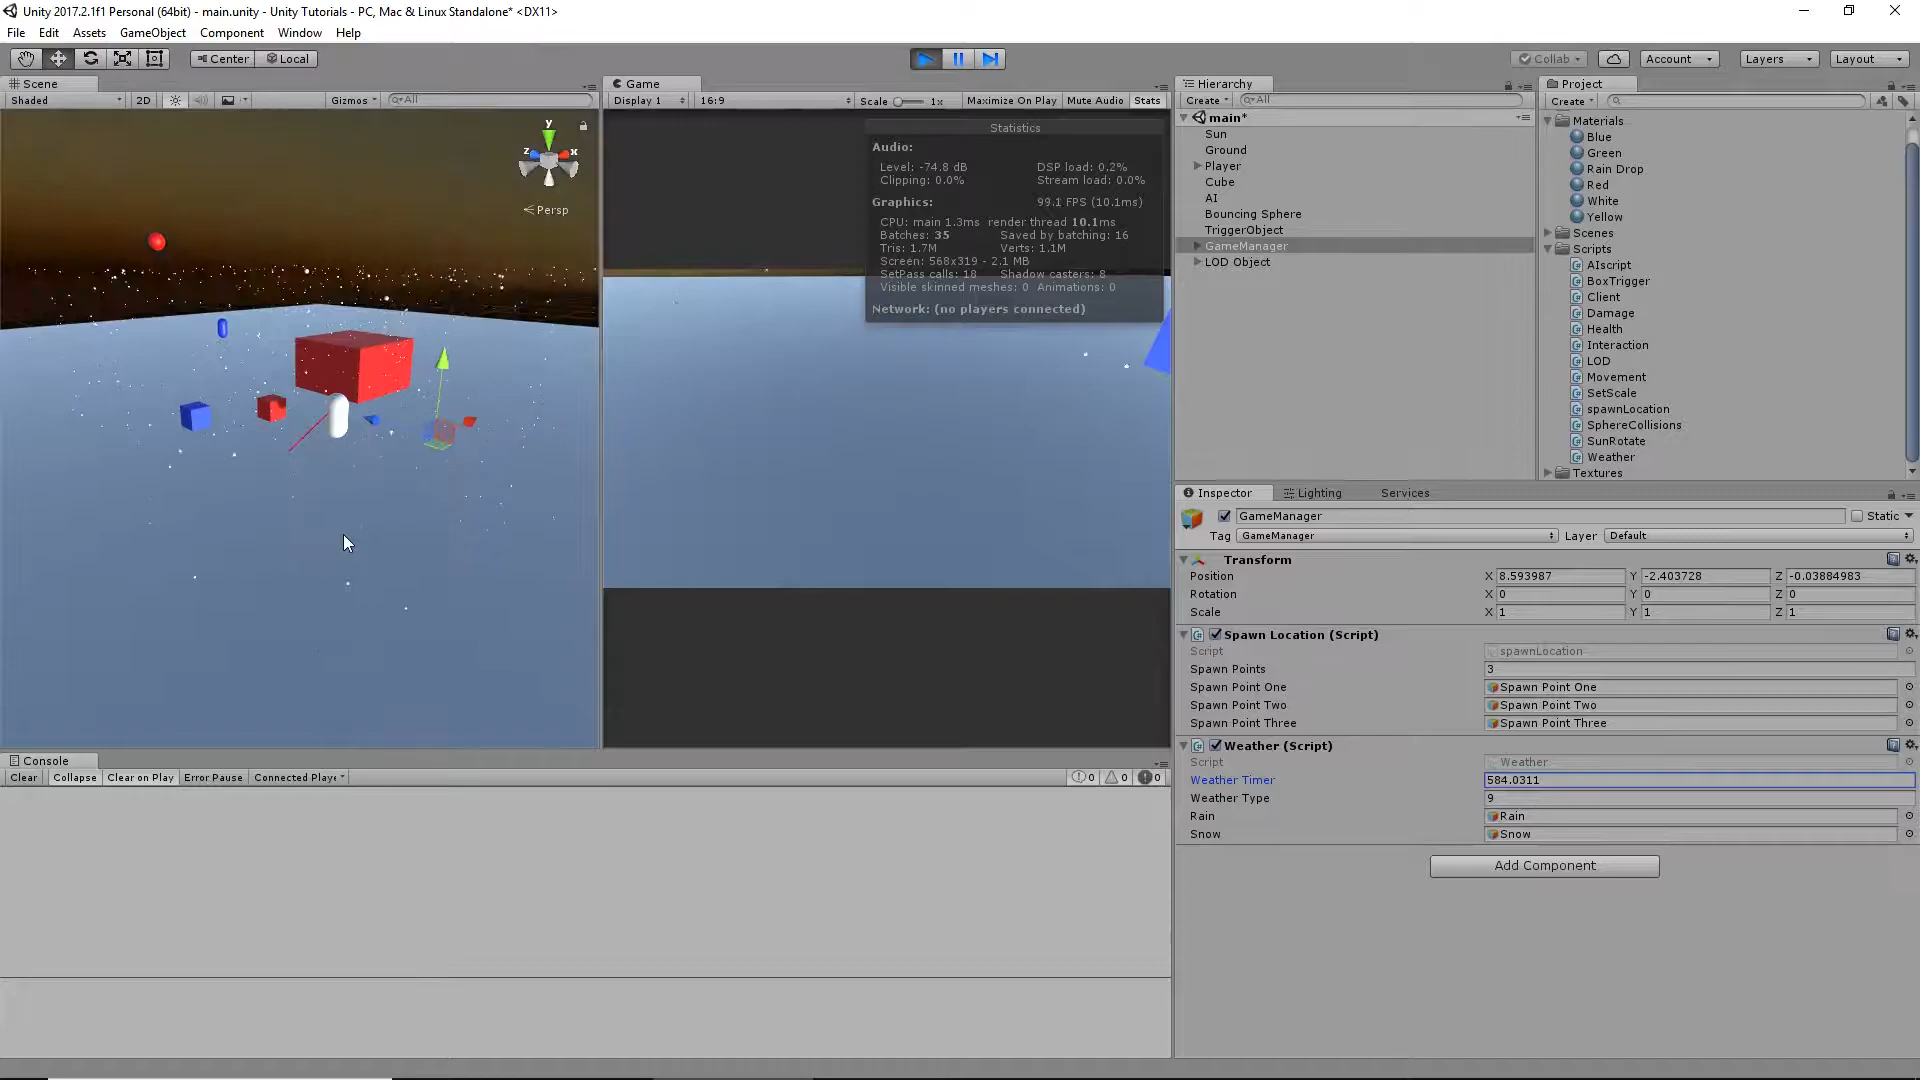 Unity 2017.2.1f1 Personal (64bit) - main.unity - Unity Tutorials - PC, Mac & Linux Standalone* <DX11>
File Edit Assets GameObject Component Window Help
Center Local
Collab Account Layers Layout
Scene
Shaded 2D Gizmos All
y
z x
Persp
Game
Display 1 16:9 Scale 1x Maximize On Play Mute Audio Stats
Statistics
Audio:
Level: -74.8 dB DSP load: 0.2%
Clipping: 0.0% Stream load: 0.0%
Graphics: 99.1 FPS (10.1ms)
CPU: main 1.3ms render thread 10.1ms
Batches: 35 Saved by batching: 16
Tris: 1.7M Verts: 1.1M
Screen: 568x319 - 2.1 MB
SetPass calls: 18 Shadow casters: 8
Visible skinned meshes: 0 Animations: 0
Network: (no players connected)
Hierarchy
Create All
main*
Sun
Ground
Player
Cube
AI
Bouncing Sphere
TriggerObject
GameManager
LOD Object
Project
Create
Materials
Blue
Green
Rain Drop
Red
White
Yellow
Scenes
Scripts
AIscript
BoxTrigger
Client
Damage
Health
Interaction
LOD
Movement
SetScale
spawnLocation
SphereCollisions
SunRotate
Weather
Textures
Inspector Lighting Services
GameManager Static
Tag GameManager Layer Default
Transform
Position X 8.593987 Y -2.403728 Z -0.03884983
Rotation X 0 Y 0 Z 0
Scale X 1 Y 1 Z 1
Spawn Location (Script)
Script spawnLocation
Spawn Points 3
Spawn Point One Spawn Point One
Spawn Point Two Spawn Point Two
Spawn Point Three Spawn Point Three
Weather (Script)
Script Weather
Weather Timer 584.0311
Weather Type 9
Rain Rain
Snow Snow
Add Component
Console
Clear Collapse Clear on Play Error Pause Connected Playe 0 0 0